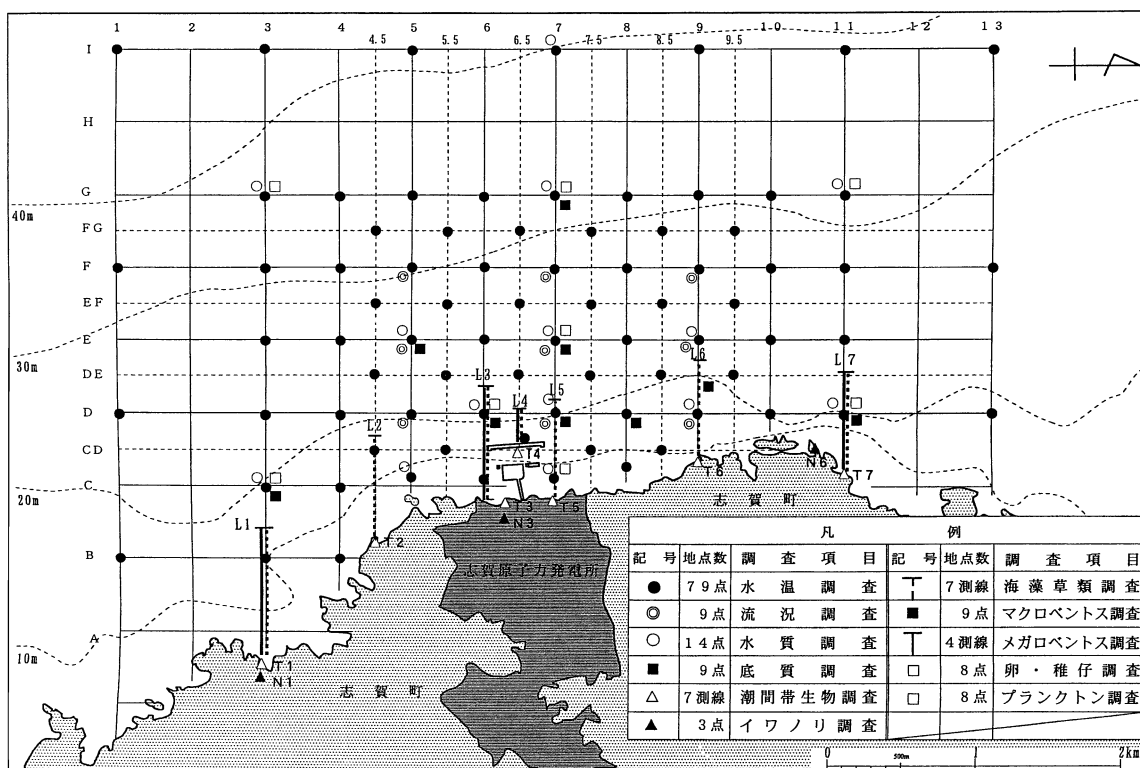 1 2 3 4 5 6 7 8 9 10 11 12 13
4.5 5.5 6.5 7.5 8.5 9.5
I
H
G
40m
FG
F
EF
E
30m
L6
L7
DE
L3
L5
L4
D
L2
CD
T4
N6
T6
T7
C
20m
志賀町
L1
T3
T5
N3
T2
B
志賀原子力発電所
A
10m
T1
N1
志賀町
凡例
記号 地点数 調査項目 記号 地点数 調査項目
● 79点 水温調査 7測線 海藻草類調査
◎ 9点 流況調査 ■ 9点 マクロベントス調査
○ 14点 水質調査 4測線 メガロベントス調査
■ 9点 底質調査 □ 8点 卵・稚仔調査
△ 7測線 潮間帯生物調査 □ 8点 プランクトン調査
▲ 3点 イワノリ調査
0 500m 1 2km